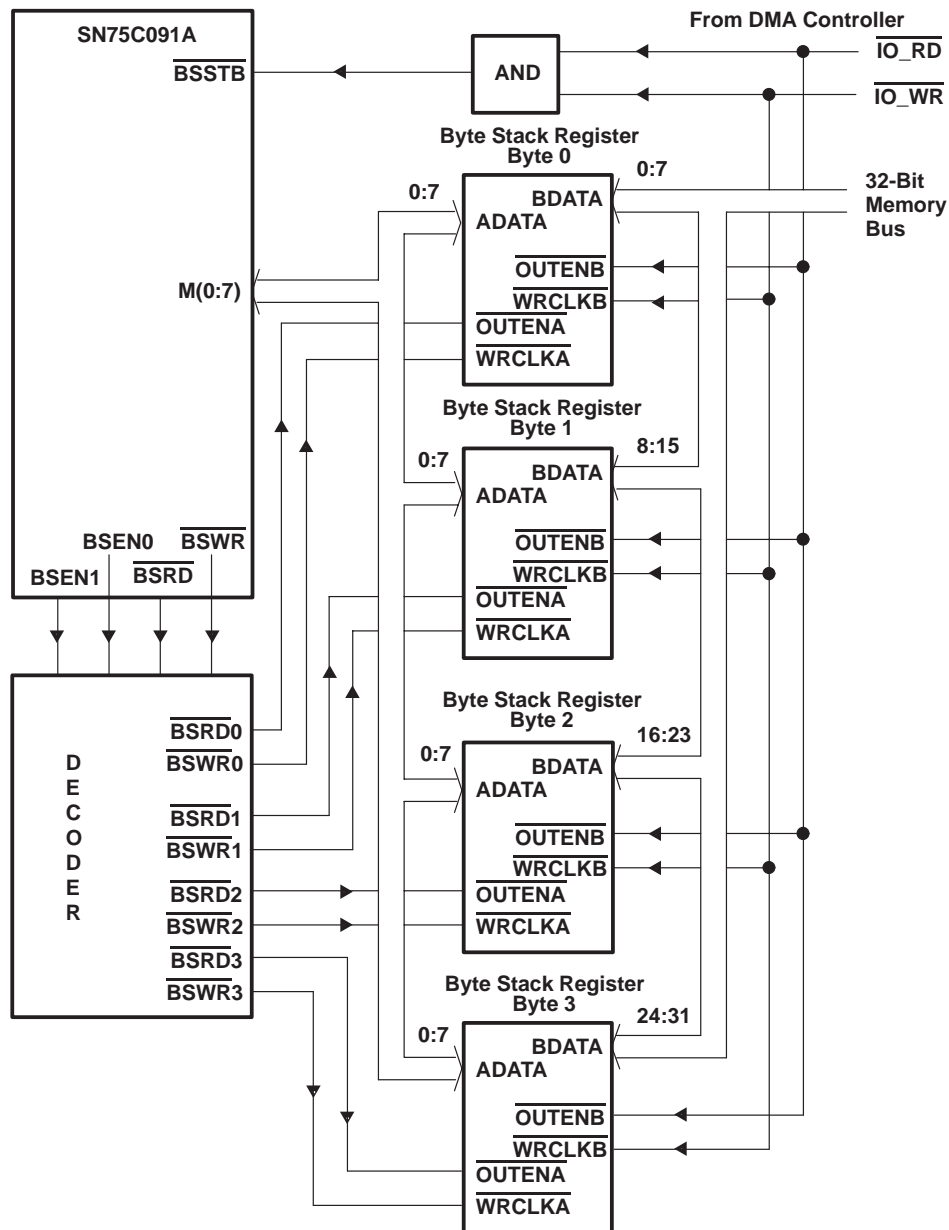 From DMA Controller
SN75C091A
BSSTB
AND
IO_RD
IO_WR
Byte Stack Register
Byte 0
0:7
0:7
BDATA
ADATA
32-Bit
Memory
Bus
M(0:7)
OUTENB
WRCLKB
OUTENA
WRCLKA
Byte Stack Register
Byte 1
0:7
8:15
BDATA
ADATA
OUTENB
WRCLKB
OUTENA
WRCLKA
BSEN0
BSWR
BSEN1
BSRD
Byte Stack Register
Byte 2
0:7
16:23
BDATA
ADATA
OUTENB
WRCLKB
OUTENA
WRCLKA
DECODER
BSRD0
BSWR0
BSRD1
BSWR1
BSRD2
BSWR2
BSRD3
BSWR3
Byte Stack Register
Byte 3
0:7
24:31
BDATA
ADATA
OUTENB
WRCLKB
OUTENA
WRCLKA